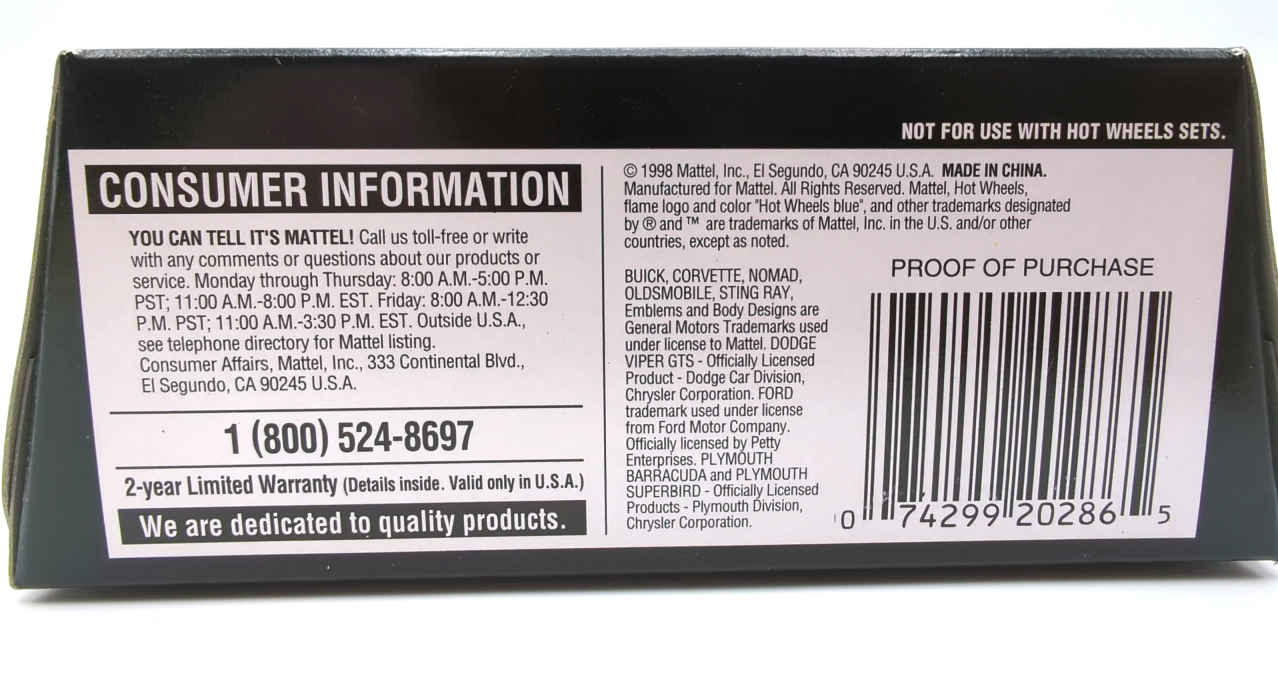 NOT FOR USE WITH HOT WHEELS SETS.
CONSUMER INFORMATION
YOU CAN TELL IT'S MATTEL! Call us toll-free or write
with any comments or questions about our products or
service. Monday through Thursday: 8:00 A.M.-5:00 P.M.
PST; 11:00 A.M.-8:00 P.M. EST. Friday: 8:00 A.M.-12:30
P.M. PST; 11:00 A.M.-3:30 P.M. EST. Outside U.S.A.,
see telephone directory for Mattel listing.
Consumer Affairs, Mattel, Inc., 333 Continental Blvd.,
El Segundo, CA 90245 U.S.A.
1 (800) 524-8697
2-year Limited Warranty (Details inside. Valid only in U.S.A.)
We are dedicated to quality products.
© 1998 Mattel, Inc., El Segundo, CA 90245 U.S.A. MADE IN CHINA.
Manufactured for Mattel. All Rights Reserved. Mattel, Hot Wheels,
flame logo and color "Hot Wheels blue", and other trademarks designated
by ® and ™ are trademarks of Mattel, Inc. in the U.S. and/or other
countries, except as noted.
BUICK, CORVETTE, NOMAD,
OLDSMOBILE, STING RAY,
Emblems and Body Designs are
General Motors Trademarks used
under license to Mattel. DODGE
VIPER GTS - Officially Licensed
Product - Dodge Car Division,
Chrysler Corporation. FORD
trademark used under license
from Ford Motor Company.
Officially licensed by Petty
Enterprises. PLYMOUTH
BARRACUDA and PLYMOUTH
SUPERBIRD - Officially Licensed
Products - Plymouth Division,
Chrysler Corporation.
PROOF OF PURCHASE
0 74299 20286 5